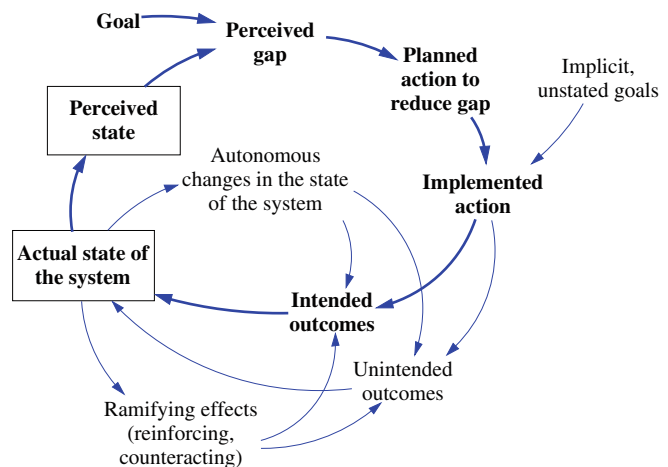 Goal
Perceived
gap
Planned
action to
reduce gap
Implicit,
unstated goals
Perceived
state
Autonomous
changes in the state
of the system
Implemented
action
Actual state of
the system
Intended
outcomes
Unintended
outcomes
Ramifying effects
(reinforcing,
counteracting)